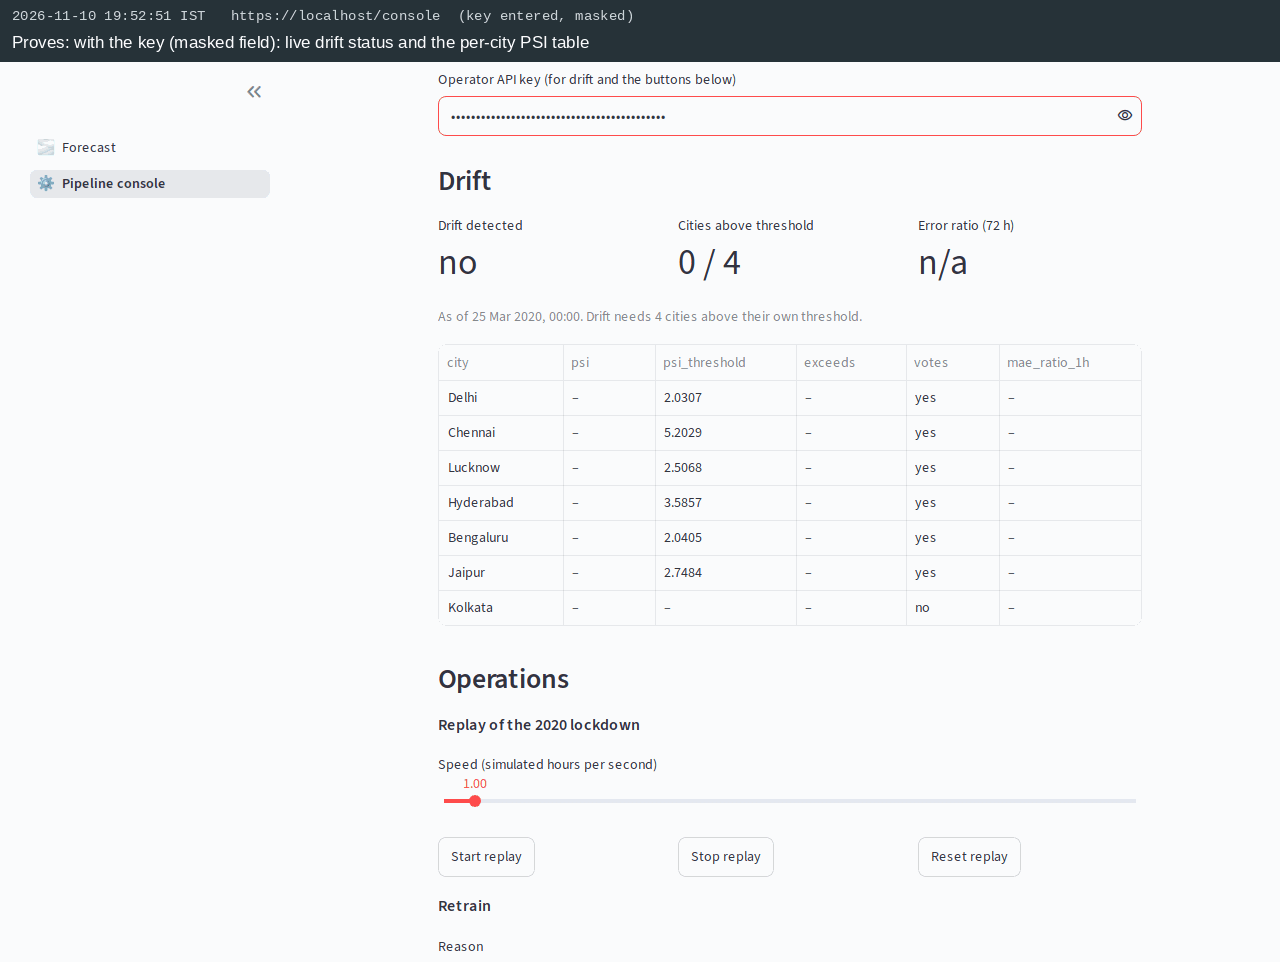 2026-11-10 19:52:51 IST https://localhost/console (key entered, masked)
Proves: with the key (masked field): live drift status and the per-city PSI table
Forecast
Pipeline console
Operator API key (for drift and the buttons below)
•••••••••••••••••••••••••••••••••••••••••••
Drift
Drift detected Cities above threshold Error ratio (72 h)
no 0 / 4 n/a
As of 25 Mar 2020, 00:00. Drift needs 4 cities above their own threshold.
city psi psi_threshold exceeds votes mae_ratio_1h
Delhi – 2.0307 – yes –
Chennai – 5.2029 – yes –
Lucknow – 2.5068 – yes –
Hyderabad – 3.5857 – yes –
Bengaluru – 2.0405 – yes –
Jaipur – 2.7484 – yes –
Kolkata – – – no –
Operations
Replay of the 2020 lockdown
Speed (simulated hours per second)
1.00
Start replay Stop replay Reset replay
Retrain
Reason